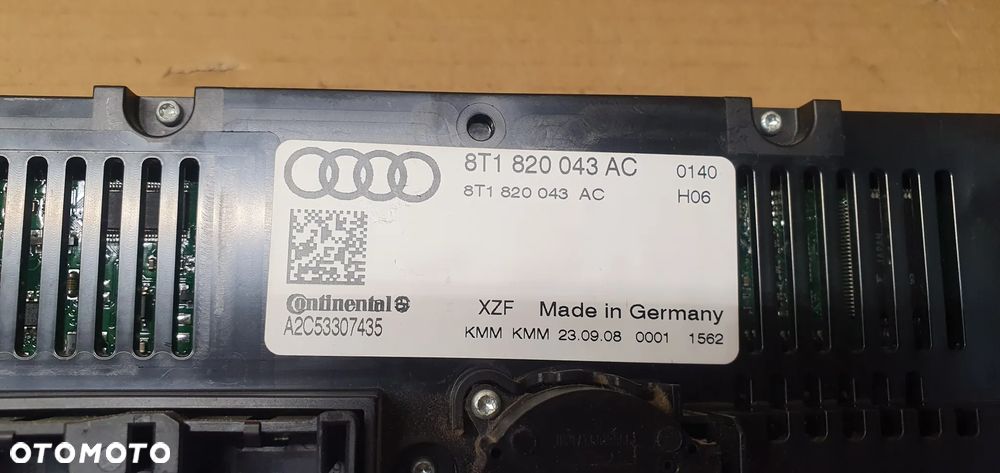 8T1 820 043 AC 0140
8T1 820 043 AC H06
Continental
A2C53307435
XZF Made in Germany
KMM KMM 23.09.08 0001 1562
JAPAN
OTOMOTO